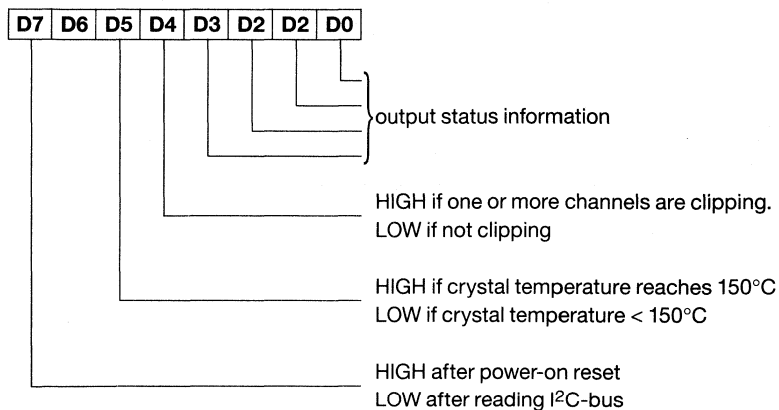 D7 D6 D5 D4 D3 D2 D2 D0
output status information
HIGH if one or more channels are clipping.
LOW if not clipping
HIGH if crystal temperature reaches 150°C
LOW if crystal temperature < 150°C
HIGH after power-on reset
LOW after reading I²C-bus